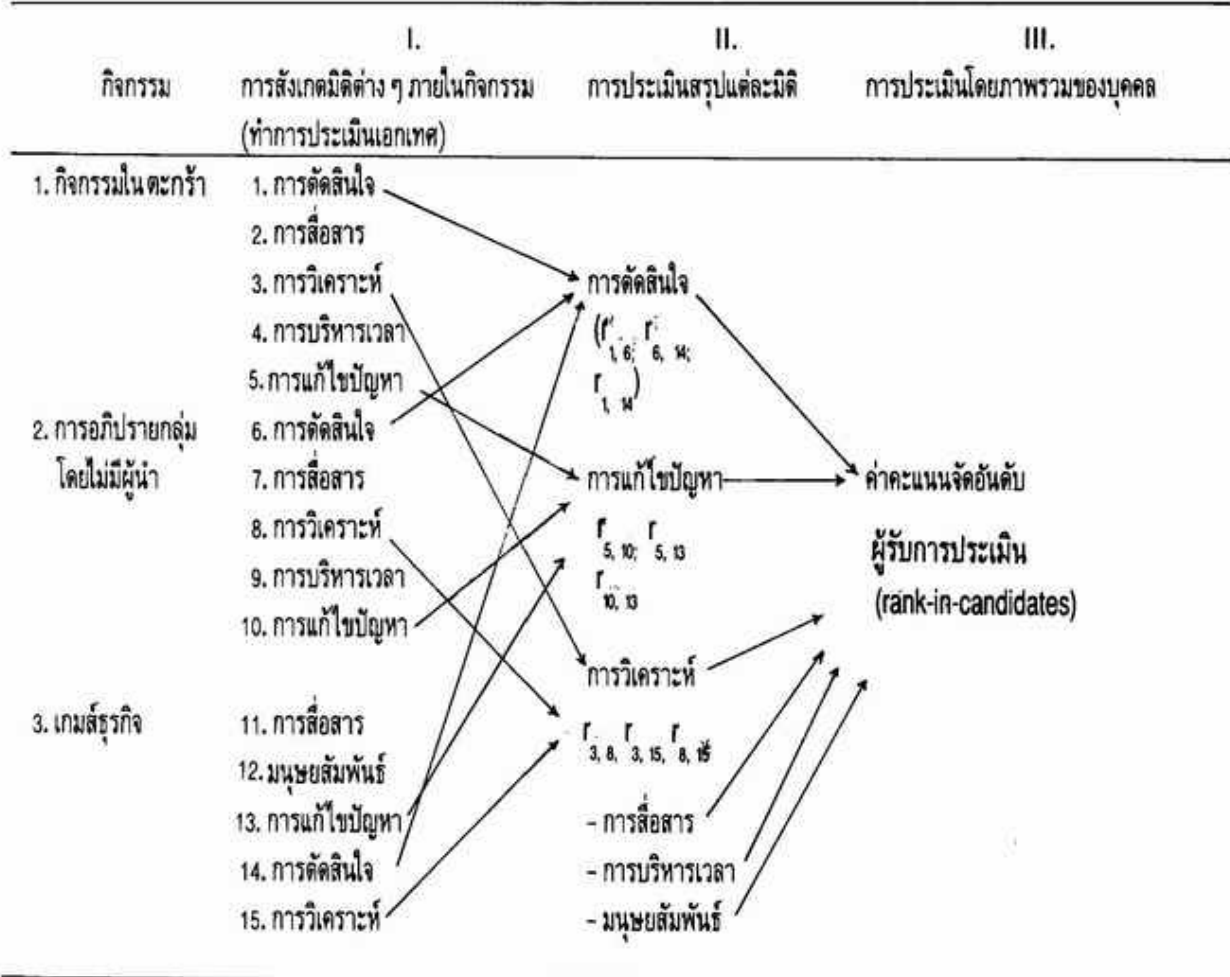 I. II. III.
กิจกรรม การสังเกตมิติต่าง ๆ ภายในกิจกรรม การประเมินสรุปแต่ละมิติ การประเมินโดยภาพรวมของบุคคล
(ทำการประเมินเอกเทศ)
1. กิจกรรมในตะกร้า 1. การตัดสินใจ
2. การสื่อสาร
3. การวิเคราะห์ การตัดสินใจ
4. การบริหารเวลา (r 1, 6; r 6, 14;
5. การแก้ไขปัญหา r 1, 14)
2. การอภิปรายกลุ่ม 6. การตัดสินใจ
โดยไม่มีผู้นำ 7. การสื่อสาร การแก้ไขปัญหา ค่าคะแนนจัดอันดับ
8. การวิเคราะห์ r 5, 10; r 5, 13 ผู้รับการประเมิน
9. การบริหารเวลา r 10, 13 (rank-in-candidates)
10. การแก้ไขปัญหา
การวิเคราะห์
3. เกมส์ธุรกิจ 11. การสื่อสาร r 3, 8, r 3, 15, r 8, 15
12. มนุษยสัมพันธ์
13. การแก้ไขปัญหา – การสื่อสาร
14. การตัดสินใจ – การบริหารเวลา
15. การวิเคราะห์ – มนุษยสัมพันธ์